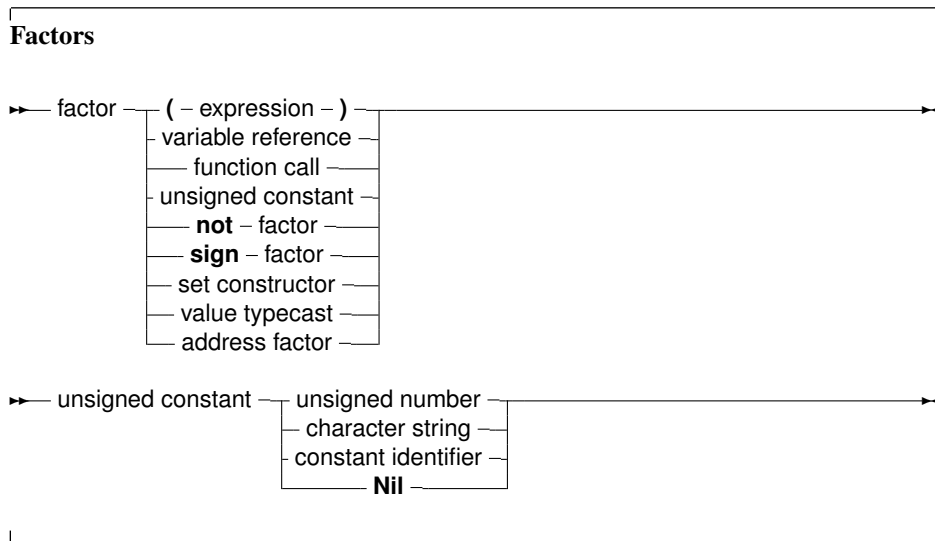 Factors
factor ( expression )
variable reference
function call
unsigned constant
not factor
sign factor
set constructor
value typecast
address factor
unsigned constant unsigned number
character string
constant identifier
Nil